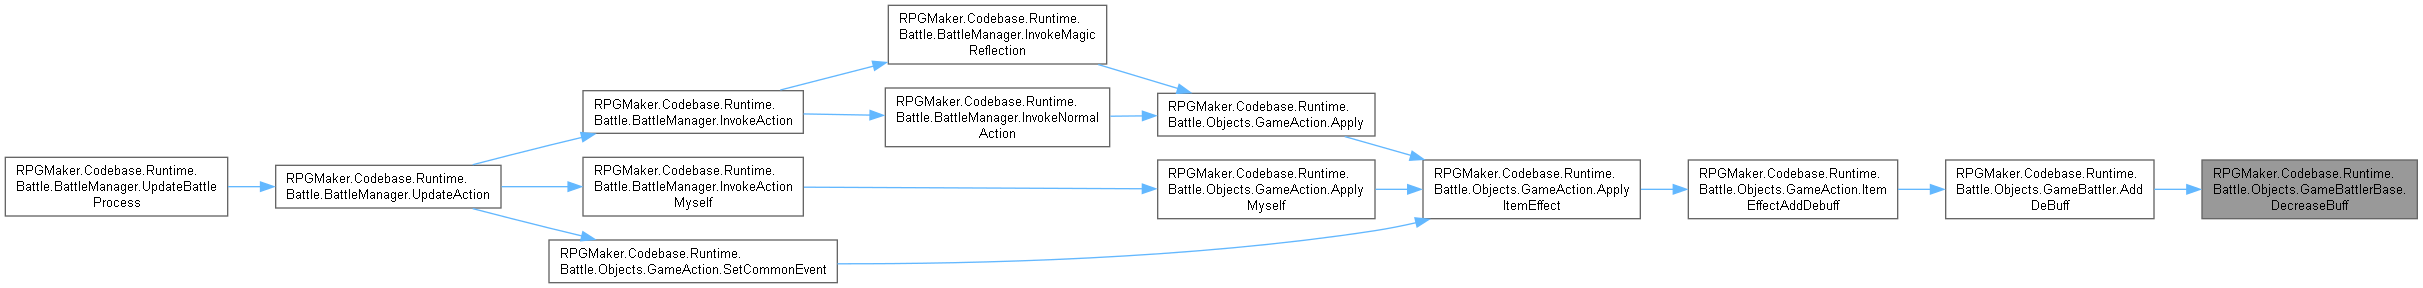 RPGMaker.Codebase.Runtime.
Battle.BattleManager.UpdateBattle
Process
RPGMaker.Codebase.Runtime.
Battle.BattleManager.UpdateAction
RPGMaker.Codebase.Runtime.
Battle.BattleManager.InvokeAction
RPGMaker.Codebase.Runtime.
Battle.BattleManager.InvokeAction
Myself
RPGMaker.Codebase.Runtime.
Battle.Objects.GameAction.SetCommonEvent
RPGMaker.Codebase.Runtime.
Battle.BattleManager.InvokeMagic
Reflection
RPGMaker.Codebase.Runtime.
Battle.BattleManager.InvokeNormal
Action
RPGMaker.Codebase.Runtime.
Battle.Objects.GameAction.Apply
RPGMaker.Codebase.Runtime.
Battle.Objects.GameAction.Apply
Myself
RPGMaker.Codebase.Runtime.
Battle.Objects.GameAction.Apply
ItemEffect
RPGMaker.Codebase.Runtime.
Battle.Objects.GameAction.Item
EffectAddDebuff
RPGMaker.Codebase.Runtime.
Battle.Objects.GameBattler.Add
DeBuff
RPGMaker.Codebase.Runtime.
Battle.Objects.GameBattlerBase.
DecreaseBuff